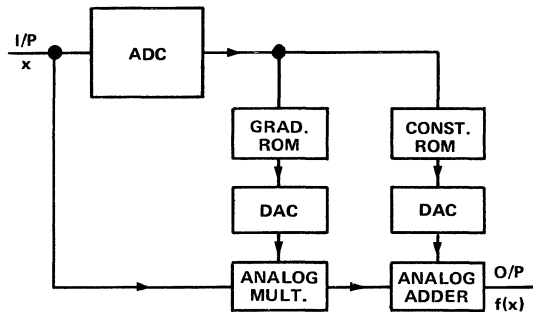 I/P
x
ADC
GRAD.
ROM
CONST.
ROM
DAC
DAC
ANALOG
MULT.
ANALOG
ADDER
O/P
f(x)